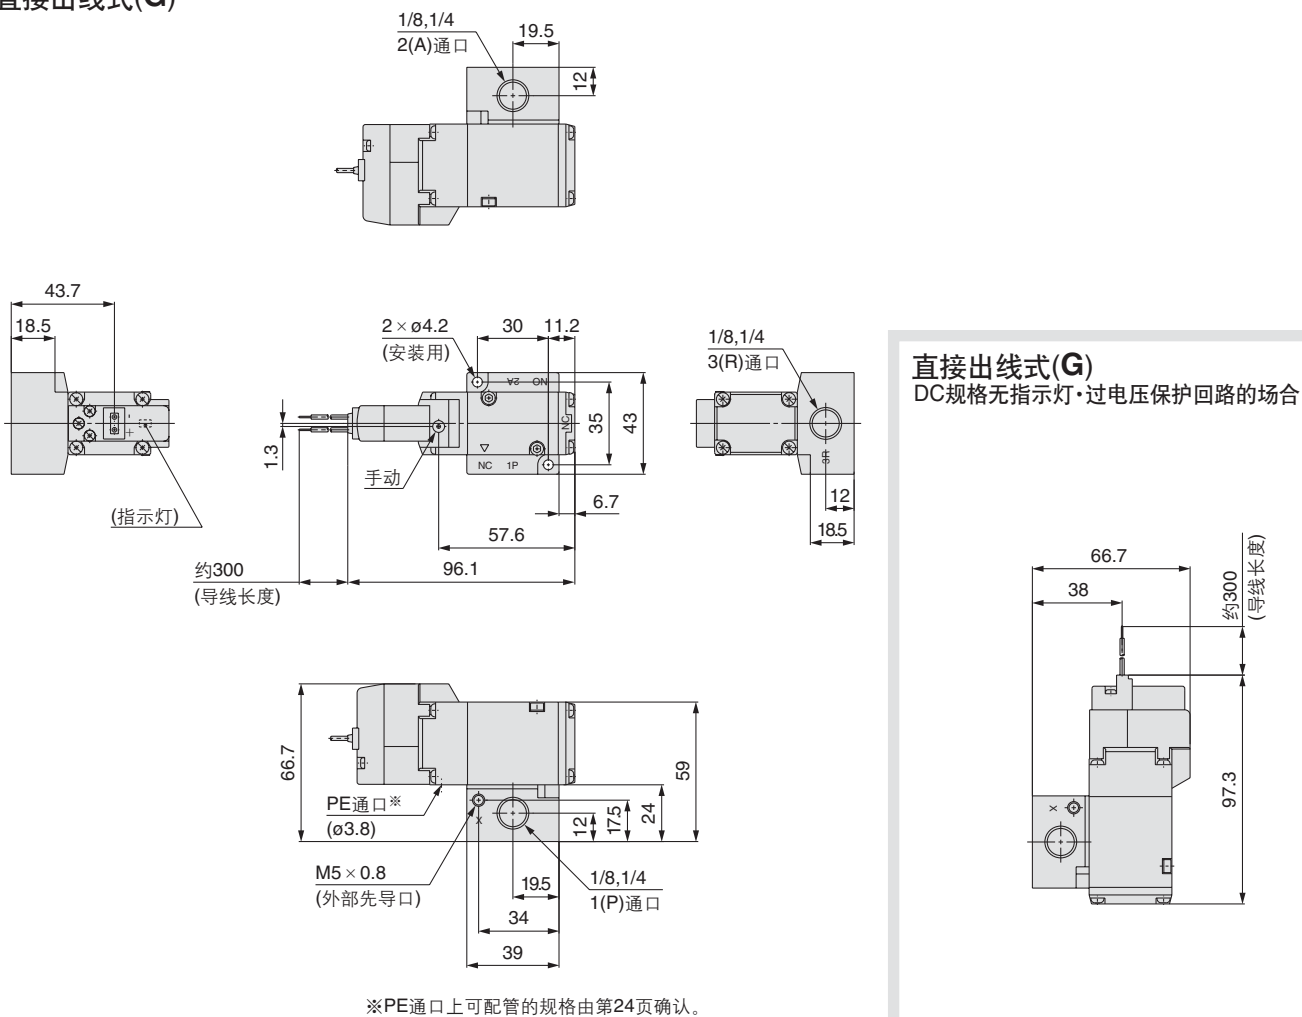 直接出线式(G)
1/8,1/4
2(A)通口
19.5
12
43.7
18.5
(指示灯)
2×ø4.2
(安装用)
30
11.2
2A
NO
NC
35
43
1.3
手动
NC 1P
6.7
57.6
96.1
约300
(导线长度)
1/8,1/4
3(R)通口
3R
12
18.5
直接出线式(G)
DC规格无指示灯·过电压保护回路的场合
66.7
38
约300
(导线长度)
97.3
X
66.7
PE通口※
(ø3.8)
X
12
17.5
24
59
M5×0.8
(外部先导口)
19.5
1/8,1/4
1(P)通口
34
39
※PE通口上可配管的规格由第24页确认。